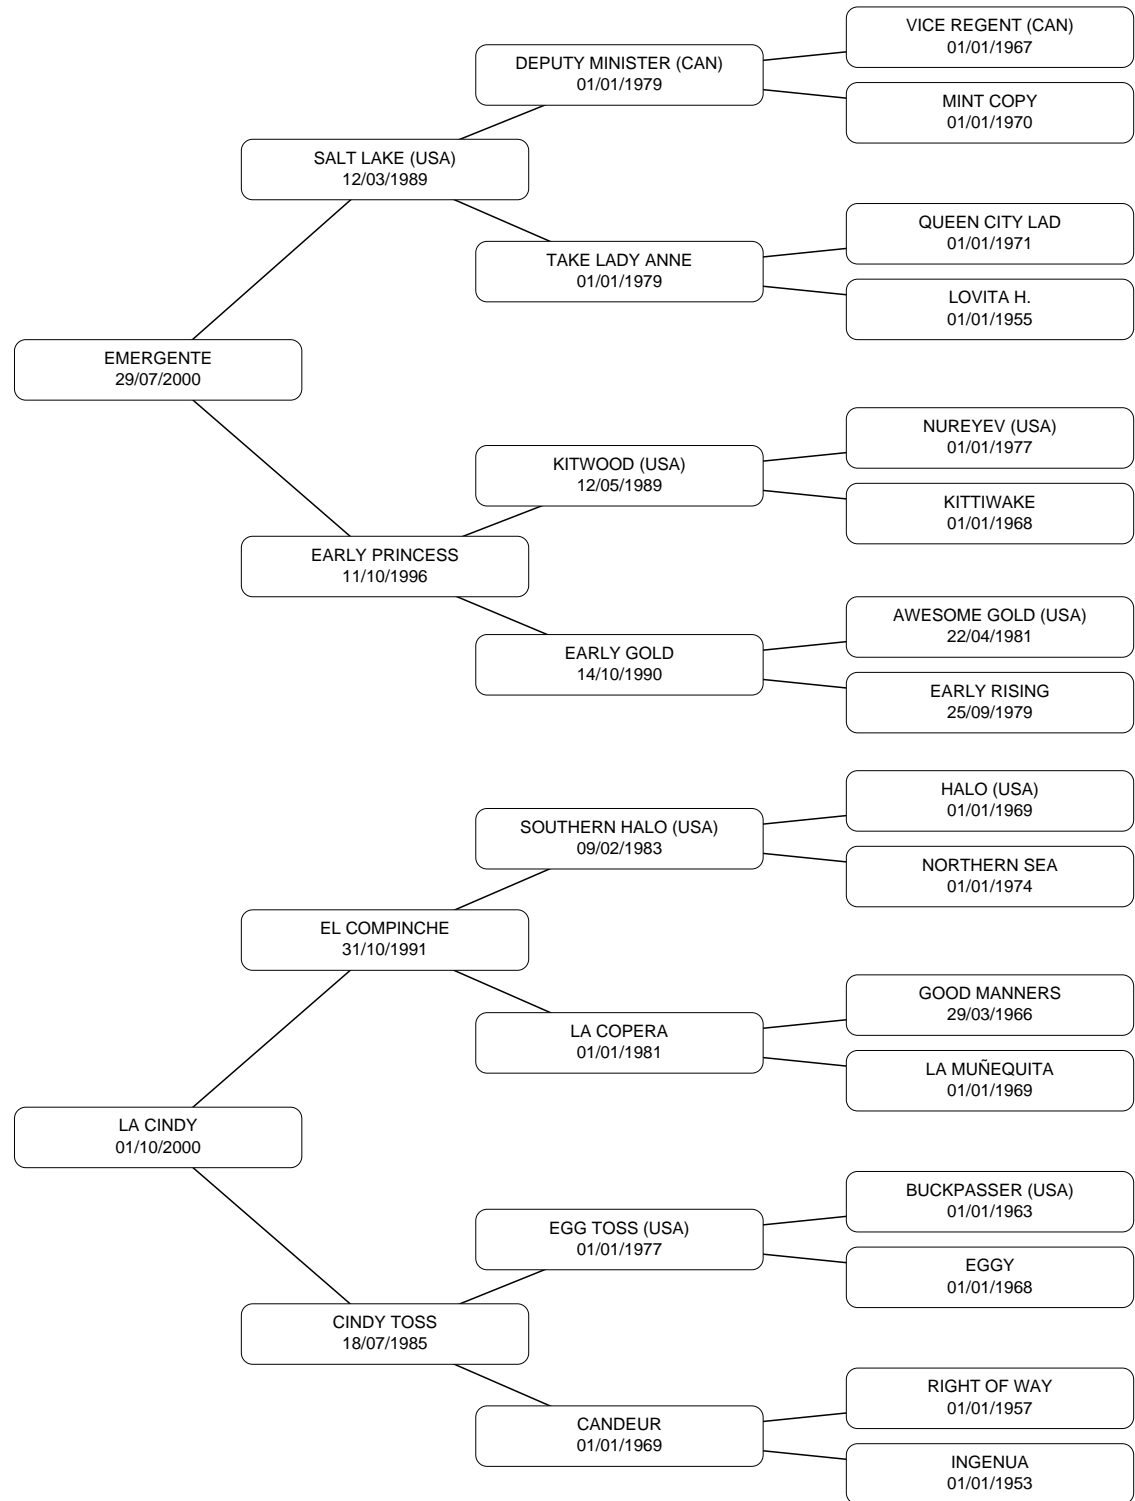 VICE REGENT (CAN)
01/01/1967
DEPUTY MINISTER (CAN)
01/01/1979
MINT COPY
01/01/1970
SALT LAKE (USA)
12/03/1989
QUEEN CITY LAD
01/01/1971
TAKE LADY ANNE
01/01/1979
LOVITA H.
01/01/1955
EMERGENTE
29/07/2000
NUREYEV (USA)
01/01/1977
KITWOOD (USA)
12/05/1989
KITTIWAKE
01/01/1968
EARLY PRINCESS
11/10/1996
AWESOME GOLD (USA)
22/04/1981
EARLY GOLD
14/10/1990
EARLY RISING
25/09/1979
HALO (USA)
01/01/1969
SOUTHERN HALO (USA)
09/02/1983
NORTHERN SEA
01/01/1974
EL COMPINCHE
31/10/1991
GOOD MANNERS
29/03/1966
LA COPERA
01/01/1981
LA MUÑEQUITA
01/01/1969
LA CINDY
01/10/2000
BUCKPASSER (USA)
01/01/1963
EGG TOSS (USA)
01/01/1977
EGGY
01/01/1968
CINDY TOSS
18/07/1985
RIGHT OF WAY
01/01/1957
CANDEUR
01/01/1969
INGENUA
01/01/1953